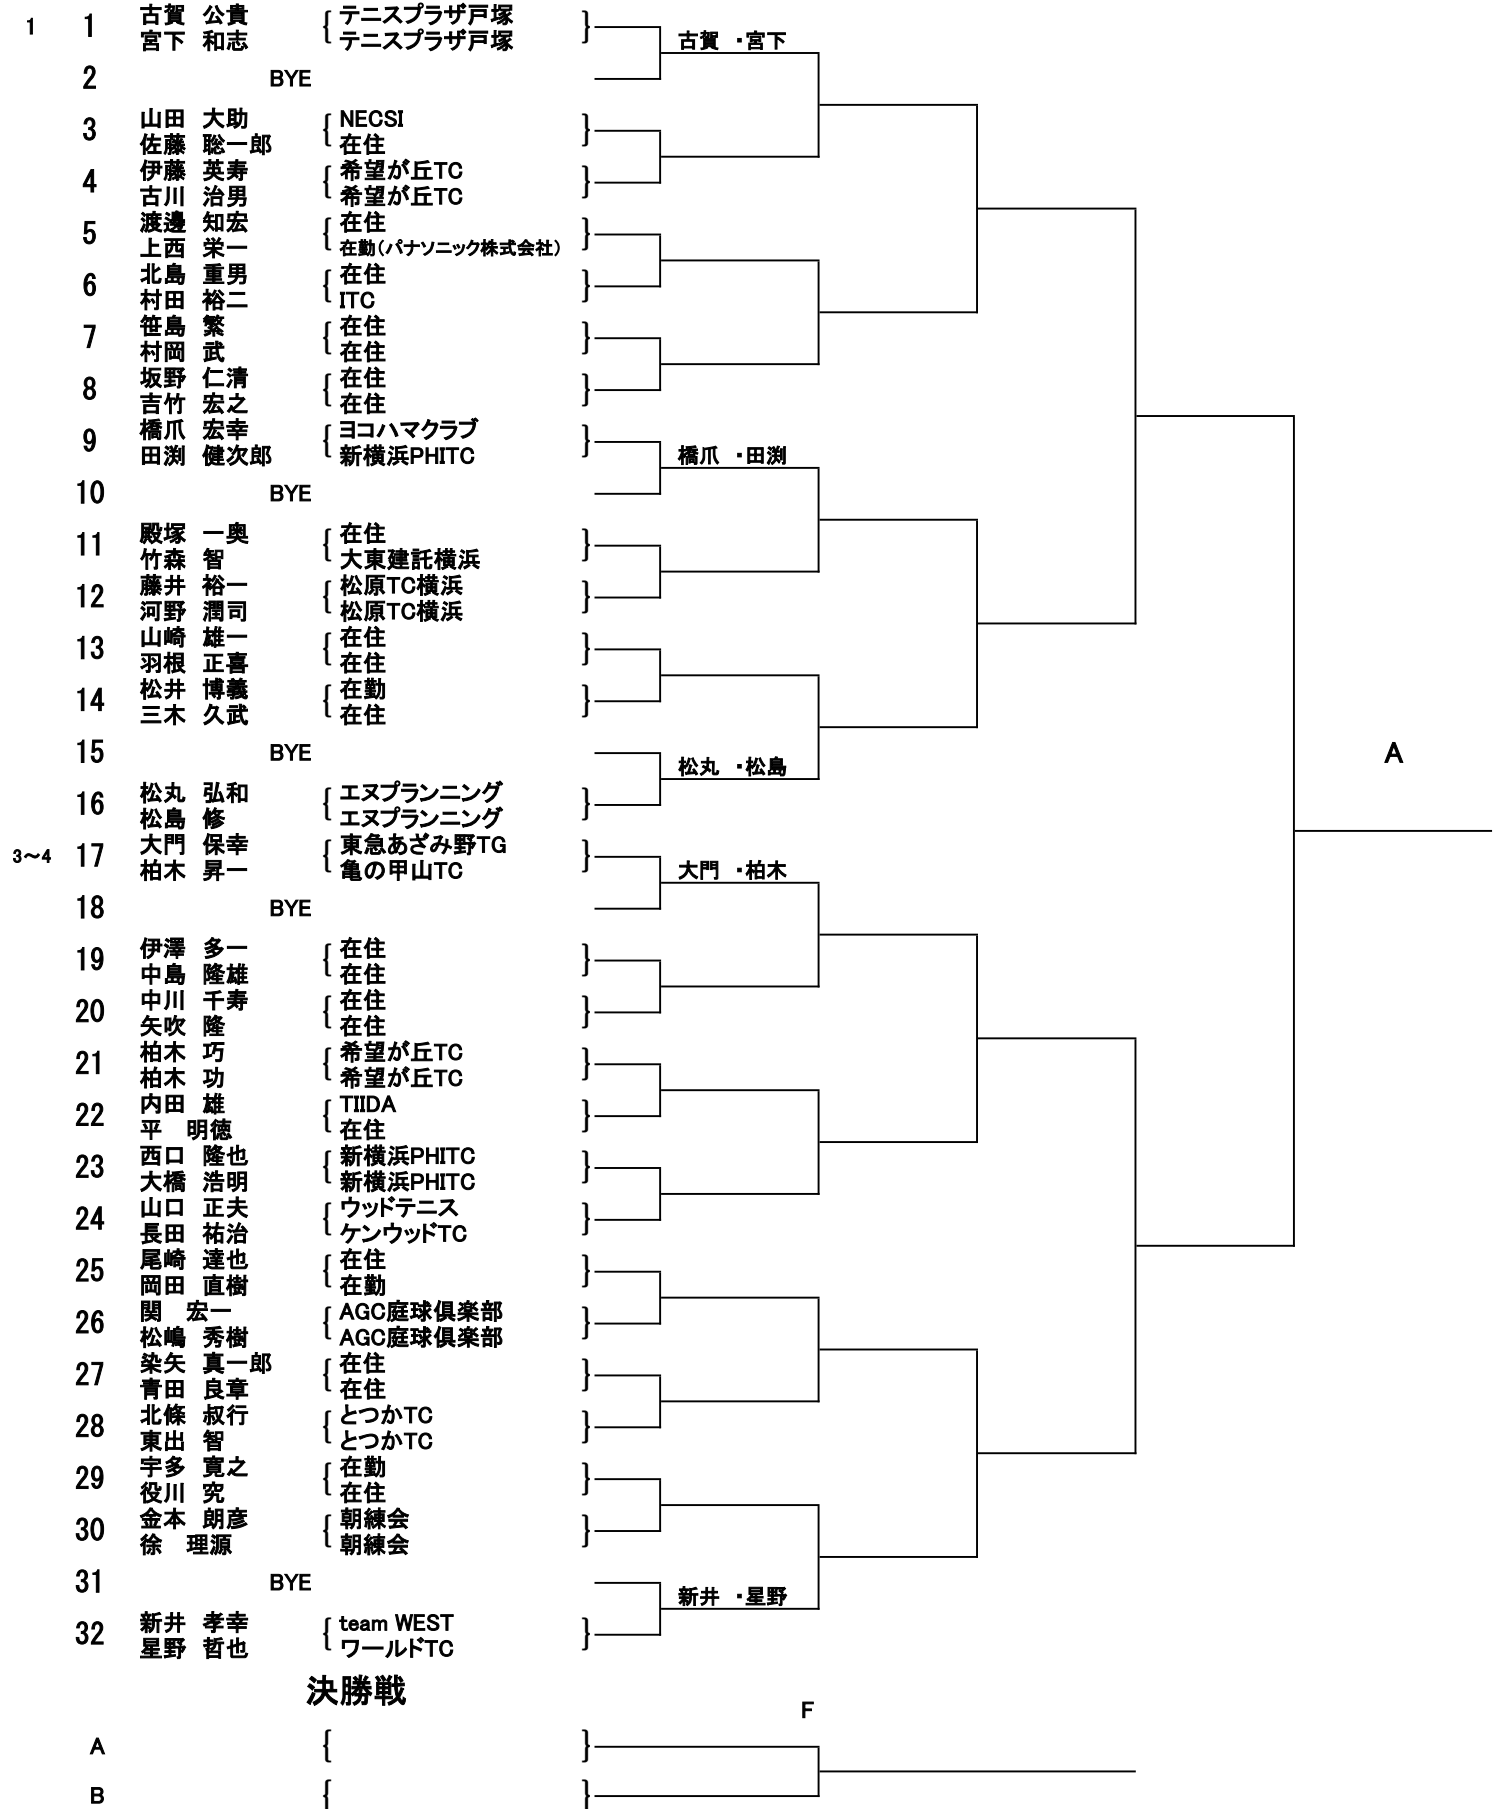 1 1 古賀 公貴 { テニスプラザ戸塚 }
宮下 和志 テニスプラザ戸塚
古賀 ・宮下
2 BYE
3 山田 大助 { NECSI }
佐藤 聡一郎 在住
4 伊藤 英寿 { 希望が丘TC }
古川 治男 希望が丘TC
5 渡邊 知宏 { 在住 }
上西 栄一 在勤（パナソニック株式会社）
6 北島 重男 { 在住 }
村田 裕二 ITC
7 笹島 繁 { 在住 }
村岡 武 在住
8 坂野 仁清 { 在住 }
吉竹 宏之 在住
9 橋爪 宏幸 { ヨコハマクラブ }
田渕 健次郎 新横浜PHITC
橋爪 ・田渕
10 BYE
11 殿塚 一奥 { 在住 }
竹森 智 大東建託横浜
12 藤井 裕一 { 松原TC横浜 }
河野 潤司 松原TC横浜
13 山崎 雄一 { 在住 }
羽根 正喜 在住
14 松井 博義 { 在勤 }
三木 久武 在住
15 BYE
松丸 ・松島
A
16 松丸 弘和 { エヌプランニング }
松島 修 エヌプランニング
3～4 17 大門 保幸 { 東急あざみ野TG }
柏木 昇一 亀の甲山TC
大門 ・柏木
18 BYE
19 伊澤 多一 { 在住 }
中島 隆雄 在住
20 中川 千寿 { 在住 }
矢吹 隆 在住
21 柏木 巧 { 希望が丘TC }
柏木 功 希望が丘TC
22 内田 雄 { TIIDA }
平 明徳 在住
23 西口 隆也 { 新横浜PHITC }
大橋 浩明 新横浜PHITC
24 山口 正夫 { ウッドテニス }
長田 祐治 ケンウッドTC
25 尾崎 達也 { 在住 }
岡田 直樹 在勤
26 関 宏一 { AGC庭球倶楽部 }
松嶋 秀樹 AGC庭球倶楽部
27 染矢 真一郎 { 在住 }
青田 良章 在住
28 北條 叔行 { とつかTC }
東出 智 とつかTC
29 宇多 寛之 { 在勤 }
役川 究 在住
30 金本 朗彦 { 朝練会 }
徐 理源 朝練会
31 BYE
新井 ・星野
32 新井 孝幸 { team WEST }
星野 哲也 ワールドTC
決勝戦
F
A { }
B { }